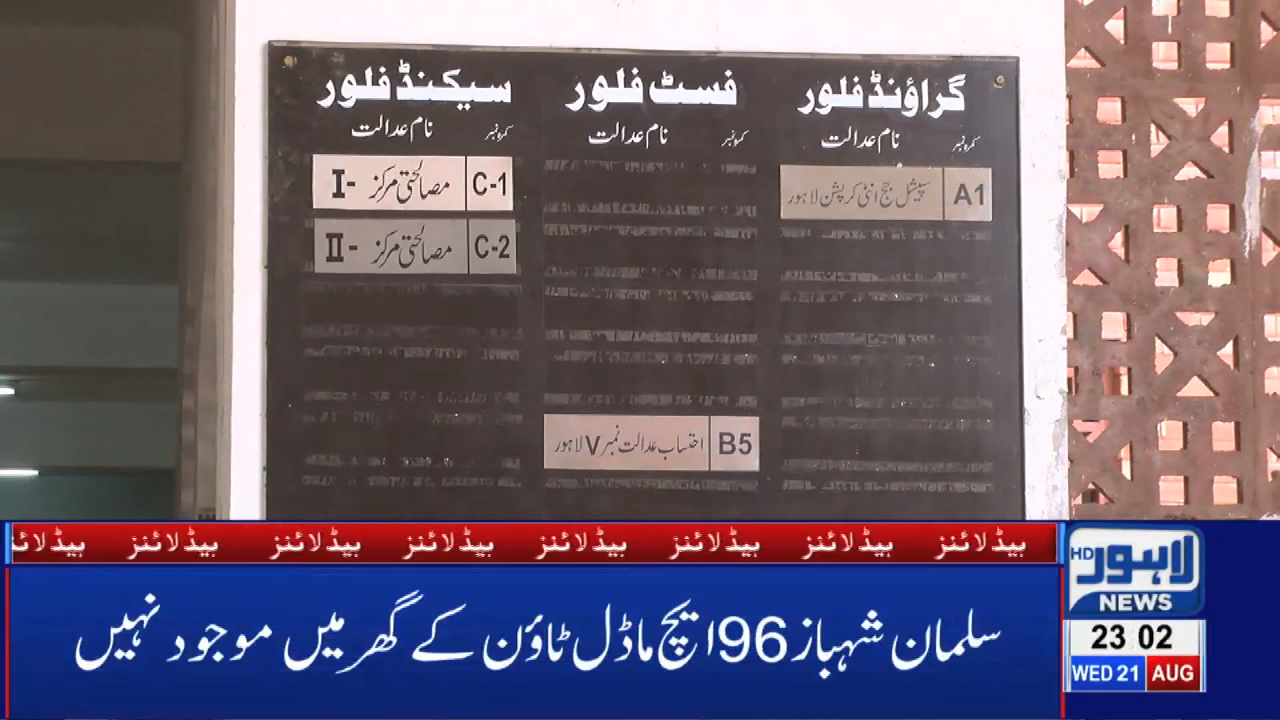 گراؤنڈ فلور
کمرہ نمبر نام عدالت
A1 سپیشل جج انٹی کرپشن لاہور
فسٹ فلور
کمرہ نمبر نام عدالت
B5 احتساب عدالت نمبر V لاہور
سیکنڈ فلور
کمرہ نمبر نام عدالت
C-1 مصالحتی مرکز -I
C-2 مصالحتی مرکز -II
ہیڈلائنز ہیڈلائنز ہیڈلائنز ہیڈلائنز ہیڈلائنز ہیڈلائنز ہیڈلائنز ہیڈلائنز
سلمان شہباز 96 ایچ ماڈل ٹاؤن کے گھر میں موجود نہیں
لاہور HD
NEWS
23 02
WED 21 AUG